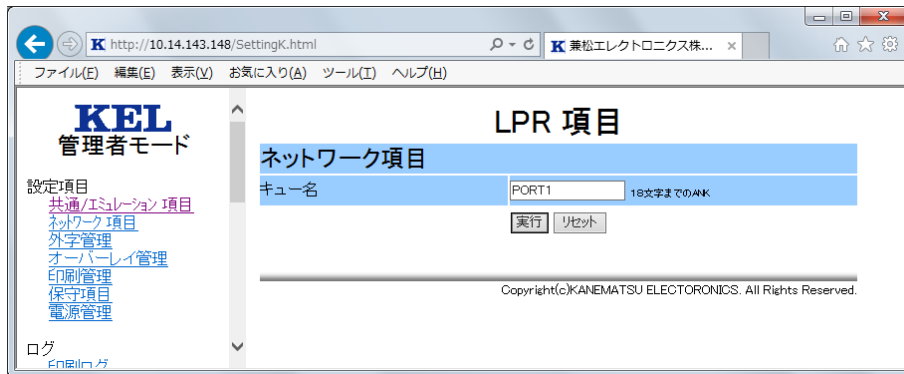 http://10.14.143.148/SettingK.html
K 兼松エレクトロニクス株...
ファイル(F) 編集(E) 表示(V) お気に入り(A) ツール(T) ヘルプ(H)
KEL
管理者モード
設定項目
共通/エミュレーション 項目
ネットワーク 項目
外字管理
オーバーレイ管理
印刷管理
保守項目
電源管理
ログ
印刷ログ
LPR 項目
ネットワーク項目
キュー名 PORT1 18文字までのANK
実行 リセット
Copyright(c)KANEMATSU ELECTORONICS. All Rights Reserved.